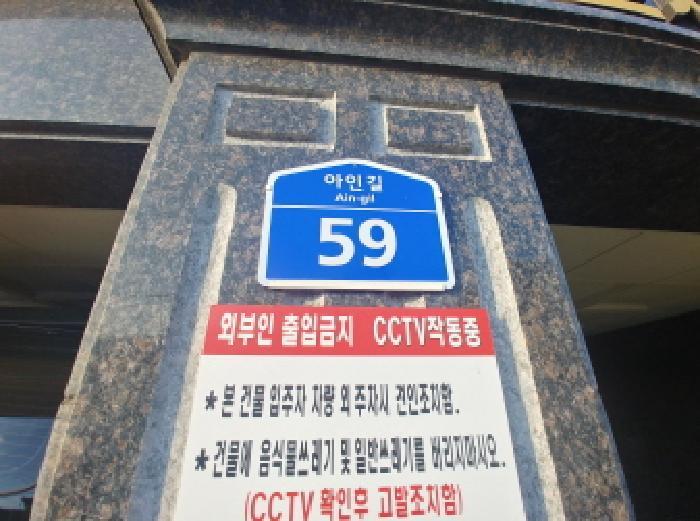 아인길
Ain-gil
59
외부인 출입금지 CCTV작동중
★ 본 건물 입주자 차량 외 주차시 견인조치함.
★ 건물에 음식물쓰레기 및 일반쓰레기를 버리지마시오.
(CCTV 확인후 고발조치함)